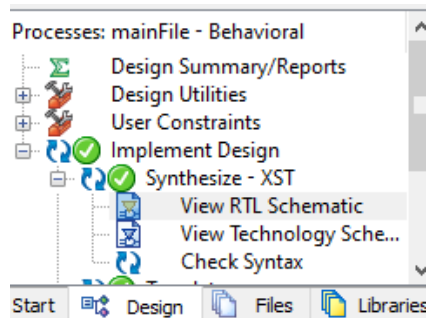 Processes: mainFile - Behavioral
Design Summary/Reports
Design Utilities
User Constraints
Implement Design
Synthesize - XST
View RTL Schematic
View Technology Sche...
Check Syntax
Start Design Files Libraries